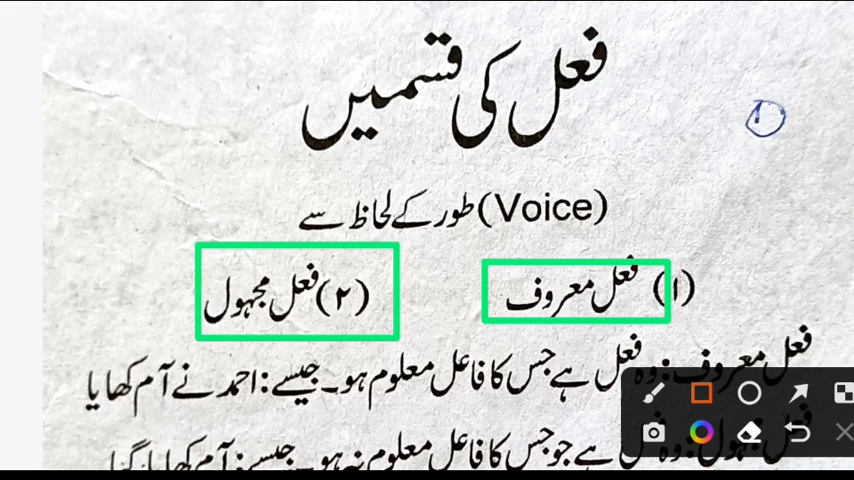 فعل کی قسمیں
۱
(Voice) طور کے لحاظ سے
(۱) فعل معروف (۲) فعل مجہول
فعل معروف: وہ فعل ہے جس کا فاعل معلوم ہو۔ جیسے: احمد نے آم کھایا
فعل مجہول: وہ فعل ہے جو جس کا فاعل معلوم نہ ہو۔ جیسے: آم کھایا گیا